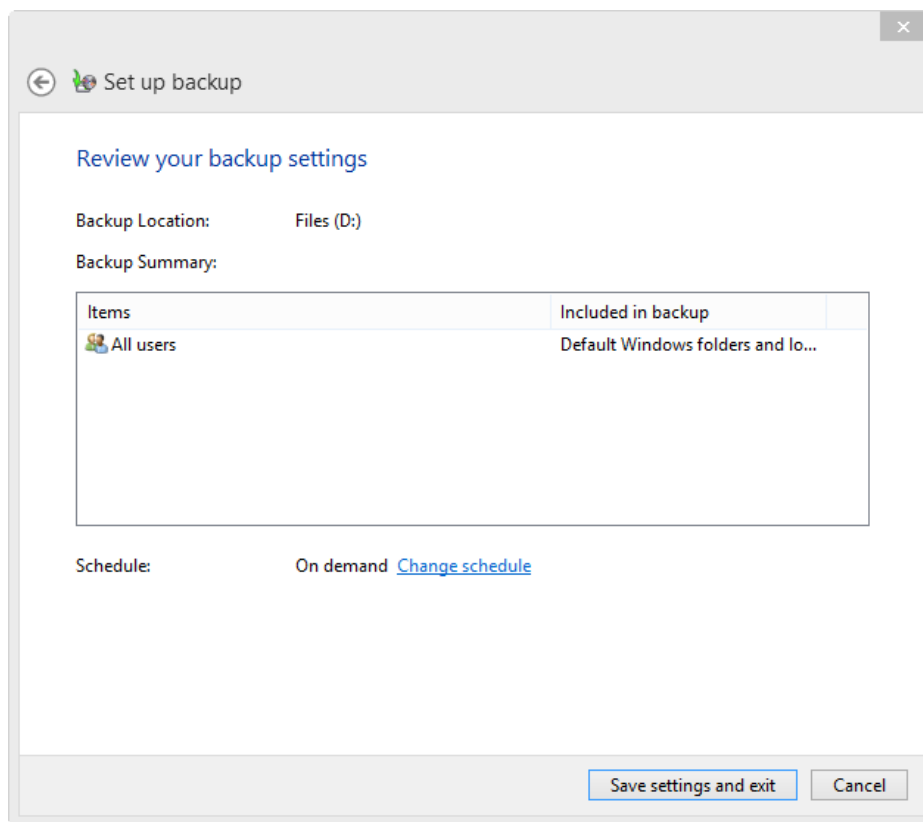 Set up backup
Review your backup settings
Backup Location: Files (D:)
Backup Summary:
Items Included in backup
All users Default Windows folders and lo...
Schedule: On demand Change schedule
Save settings and exit Cancel